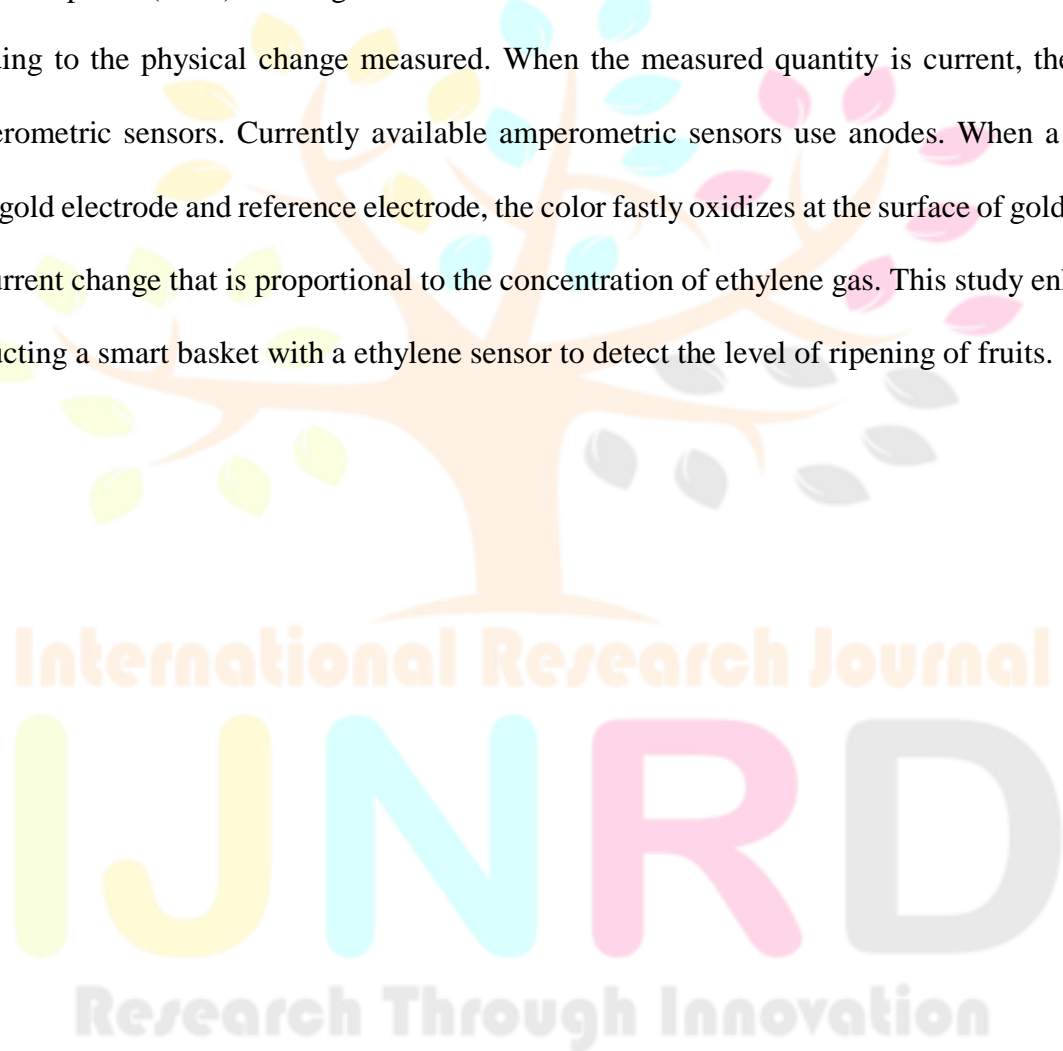 ding to the physical change measured. When the measured quantity is current, the
erometric sensors. Currently available amperometric sensors use anodes. When a
gold electrode and reference electrode, the color fastly oxidizes at the surface of gold
urrent change that is proportional to the concentration of ethylene gas. This study
ucting a smart basket with a ethylene sensor to detect the level of ripening of fruits.
International Research Journal
IJNRD
Research Through Innovation